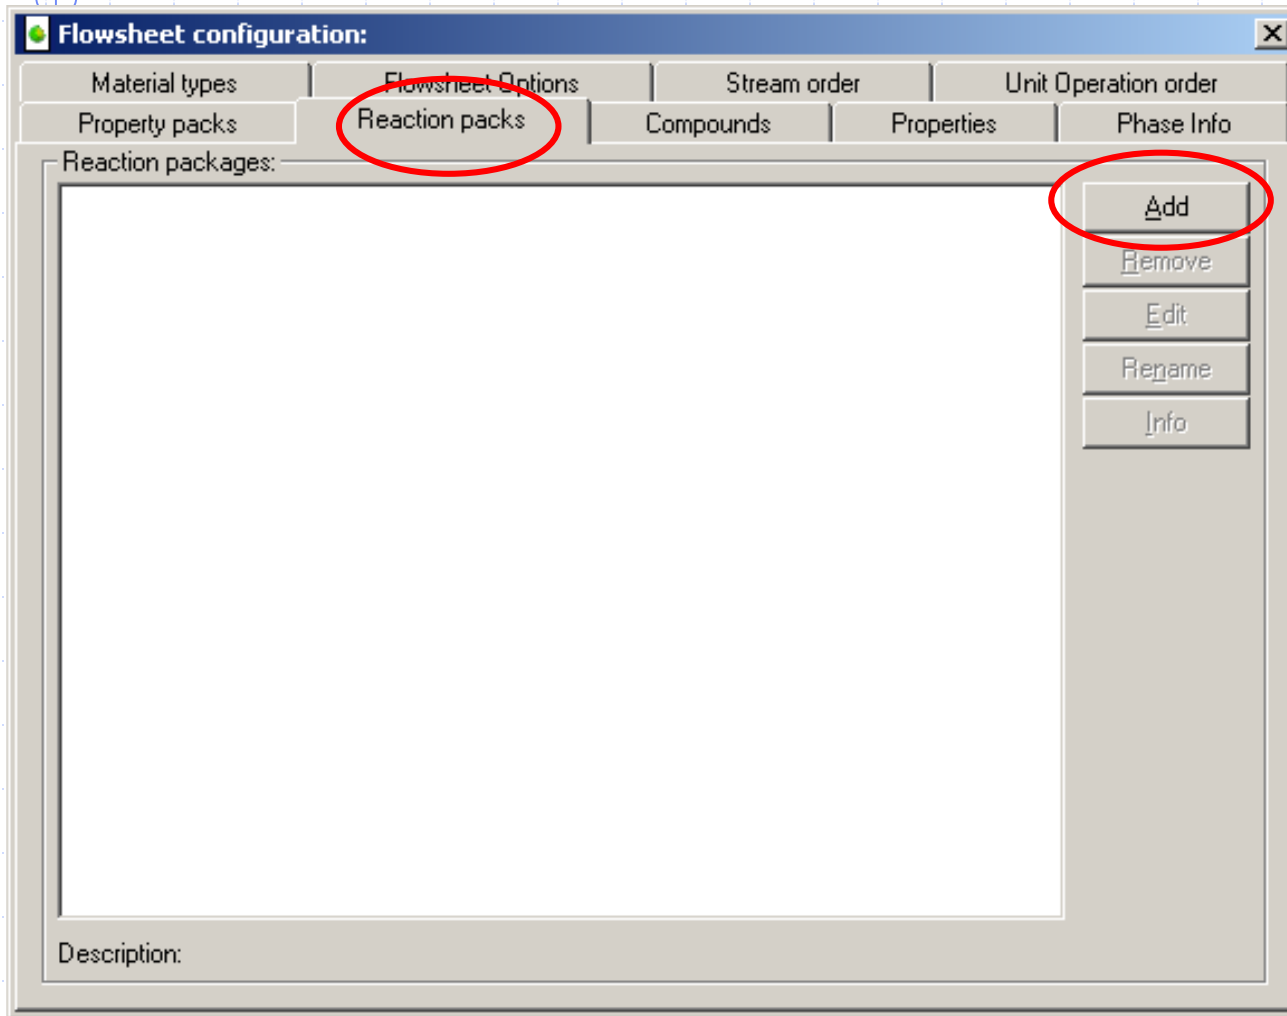 Flowsheet configuration:
Material types Flowsheet Options Stream order Unit Operation order
Property packs Reaction packs Compounds Properties Phase Info
Reaction packages:
Add
Remove
Edit
Rename
Info
Description: